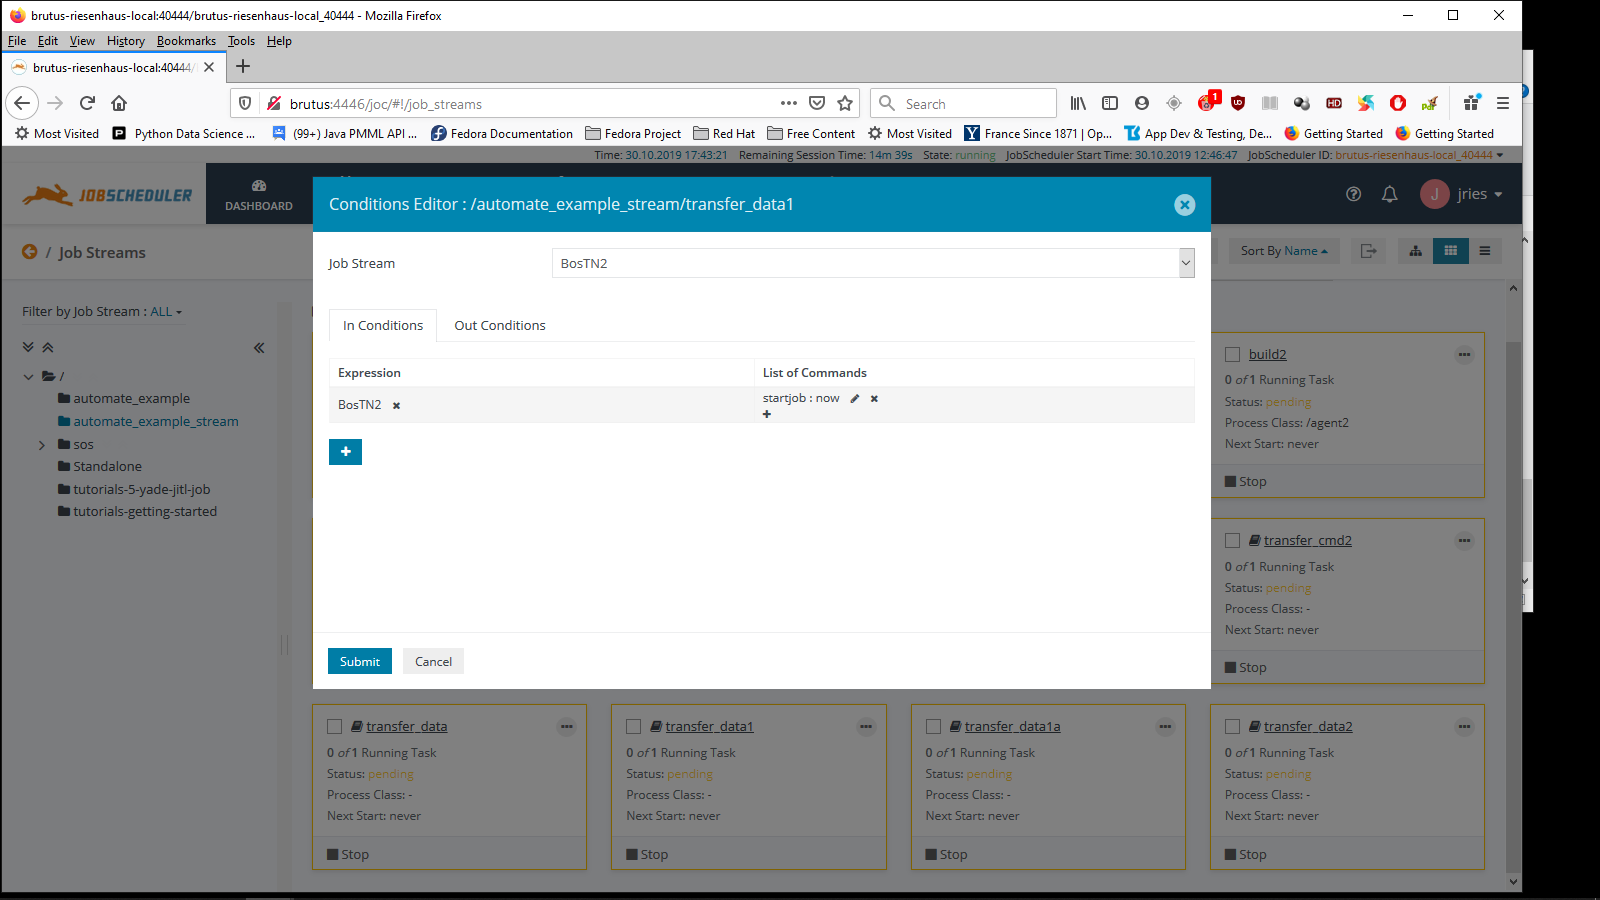 brutus-riesenhaus-local:40444/brutus-riesenhaus-local_40444 - Mozilla Firefox
File Edit View History Bookmarks Tools Help
brutus-riesenhaus-local:40444/
brutus:4446/joc/#!/job_streams
Search
1
HD
Most Visited
Python Data Science ...
(99+) Java PMML API ...
Fedora Documentation
Fedora Project
Red Hat
Free Content
Most Visited
France Since 1871 | Op...
App Dev & Testing, De...
Getting Started
Getting Started
Time: 30.10.2019 17:43:21 Remaining Session Time: 14m 39s State: running JobScheduler Start Time: 30.10.2019 12:46:47 JobScheduler ID: brutus-riesenhaus-local_40444
JOBSCHEDULER
DASHBOARD
J jries
Conditions Editor : /automate_example_stream/transfer_data1
/ Job Streams
Sort By Name
Job Stream
BosTN2
Filter by Job Stream : ALL
/
automate_example
automate_example_stream
sos
Standalone
tutorials-5-yade-jitl-job
tutorials-getting-started
In Conditions
Out Conditions
Expression
List of Commands
BosTN2
startjob : now
Submit
Cancel
build2
0 of 1 Running Task
Status: pending
Process Class: /agent2
Next Start: never
Stop
transfer_cmd2
0 of 1 Running Task
Status: pending
Process Class: -
Next Start: never
Stop
transfer_data
0 of 1 Running Task
Status: pending
Process Class: -
Next Start: never
Stop
transfer_data1
0 of 1 Running Task
Status: pending
Process Class: -
Next Start: never
Stop
transfer_data1a
0 of 1 Running Task
Status: pending
Process Class: -
Next Start: never
Stop
transfer_data2
0 of 1 Running Task
Status: pending
Process Class: -
Next Start: never
Stop